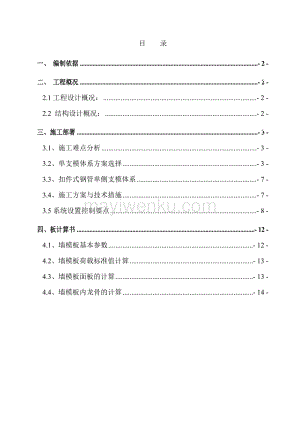 目 录
一、 编制依据 - 2 -
二、 工程概况 - 2 -
2.1 工程设计概况: - 2 -
2.2 结构设计概况: - 2 -
三、施工部署 - 3 -
3.1、施工难点分析 - 3 -
3.2、单支模体系方案选择 - 3 -
3.3、扣件式钢管单侧支模体系 - 3 -
3.4、施工方案与技术措施 - 5 -
3.5 系统设置控制要点 - 8 -
四、板计算书 - 12 -
4.1、墙模板基本参数 - 12 -
4.2、墙模板荷载标准值计算 - 13 -
4.3、墙模板面板的计算 - 13 -
4.4、墙模板内龙骨的计算 - 14 -
mayiwenku.com